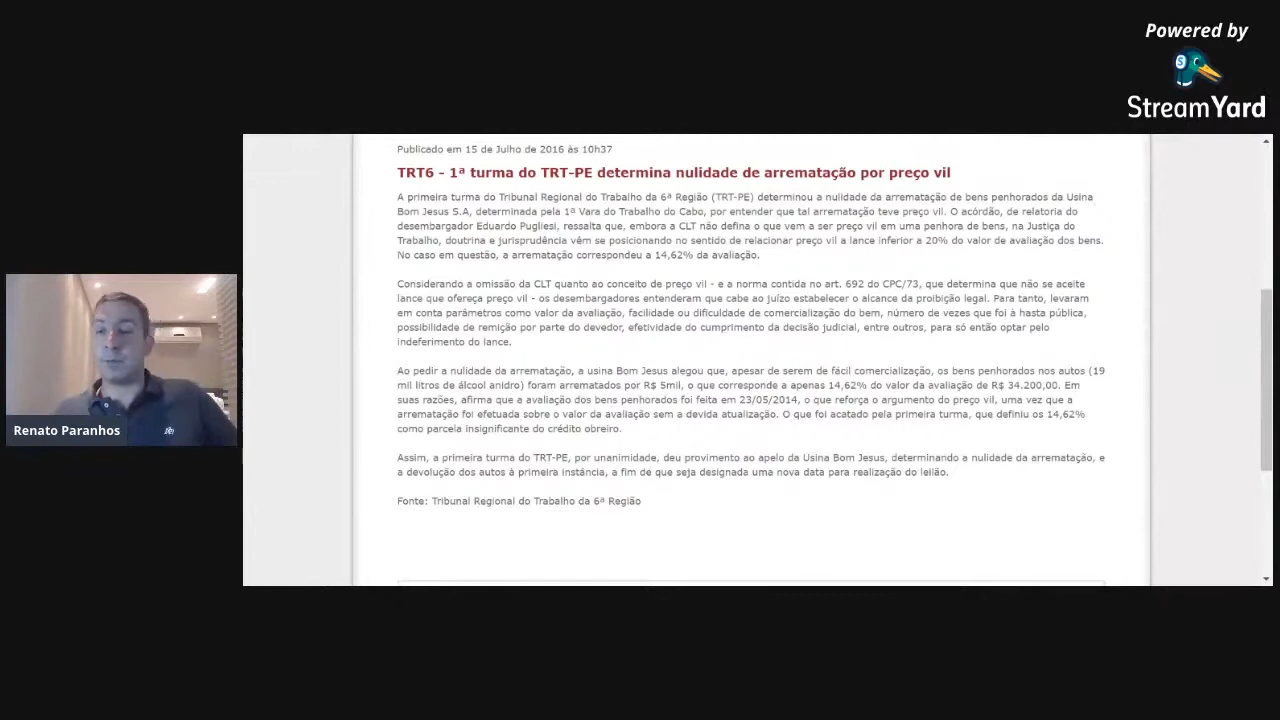 Powered by
StreamYard
Publicado em 15 de Julho de 2016 às 10h37
TRT6 - 1ª turma do TRT-PE determina nulidade de arrematação por preço vil
A primeira turma do Tribunal Regional do Trabalho da 6ª Região (TRT-PE) determinou a nulidade da arrematação de bens penhorados da Usina
Bom Jesus S.A, determinada pela 1ª Vara do Trabalho do Cabo, por entender que tal arrematação teve preço vil. O acórdão, de relatoria do
desembargador Eduardo Pugliesi, ressalta que, embora a CLT não defina o que vem a ser preço vil em uma penhora de bens, na Justiça do
Trabalho, doutrina e jurisprudência vêm se posicionando no sentido de relacionar preço vil a lance inferior a 20% do valor de avaliação dos bens.
No caso em questão, a arrematação correspondeu a 14,62% da avaliação.
Considerando a omissão da CLT quanto ao conceito de preço vil - e a norma contida no art. 692 do CPC/73, que determina que não se aceite
lance que ofereça preço vil - os desembargadores entenderam que cabe ao juízo estabelecer o alcance da proibição legal. Para tanto, levaram
em conta parâmetros como valor da avaliação, facilidade ou dificuldade de comercialização do bem, número de vezes que foi à hasta pública,
possibilidade de remição por parte do devedor, efetividade do cumprimento da decisão judicial, entre outros, para só então optar pelo
indeferimento do lance.
Ao pedir a nulidade da arrematação, a usina Bom Jesus alegou que, apesar de serem de fácil comercialização, os bens penhorados nos autos (19
mil litros de álcool anidro) foram arrematados por R$ 5mil, o que corresponde a apenas 14,62% do valor da avaliação de R$ 34.200,00. Em
suas razões, afirma que a avaliação dos bens penhorados foi feita em 23/05/2014, o que reforça o argumento do preço vil, uma vez que a
arrematação foi efetuada sobre o valor da avaliação sem a devida atualização. O que foi acatado pela primeira turma, que definiu os 14,62%
como parcela insignificante do crédito obreiro.
Assim, a primeira turma do TRT-PE, por unanimidade, deu provimento ao apelo da Usina Bom Jesus, determinando a nulidade da arrematação, e
a devolução dos autos à primeira instância, a fim de que seja designada uma nova data para realização do leilão.
Fonte: Tribunal Regional do Trabalho da 6ª Região
Renato Paranhos